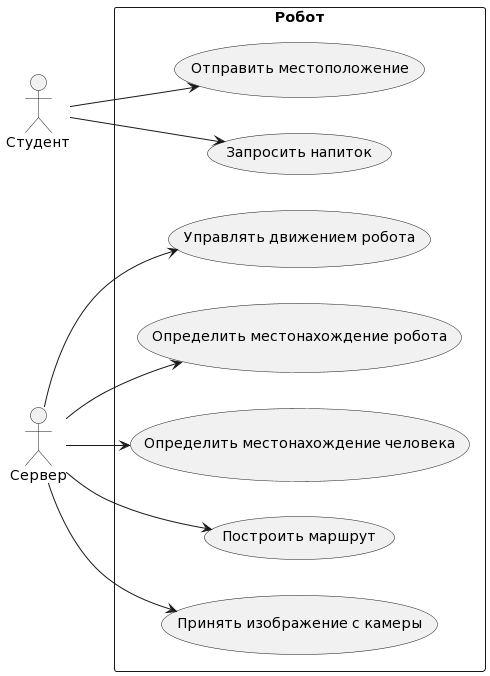 Робот
Отправить местоположение
Студент
Запросить напиток
Управлять движением робота
Определить местонахождение робота
Определить местонахождение человека
Сервер
Построить маршрут
Принять изображение с камеры